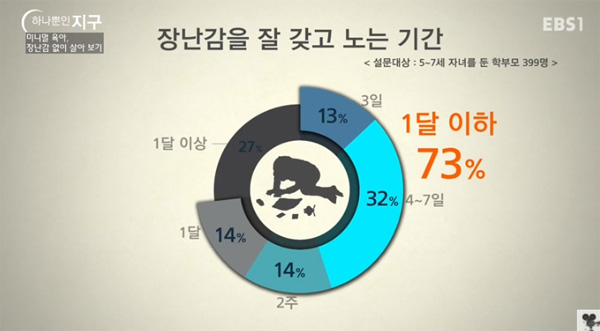 하나뿐인 지구
미니멀 육아,
장난감 없이 살아 보기
EBS1
장난감을 잘 갖고 노는 기간
< 설문대상 : 5~7세 자녀를 둔 학부모 399명 >
3일
13%
1달 이하
73%
1달 이상
27%
32%
4~7일
1달
14%
14%
2주